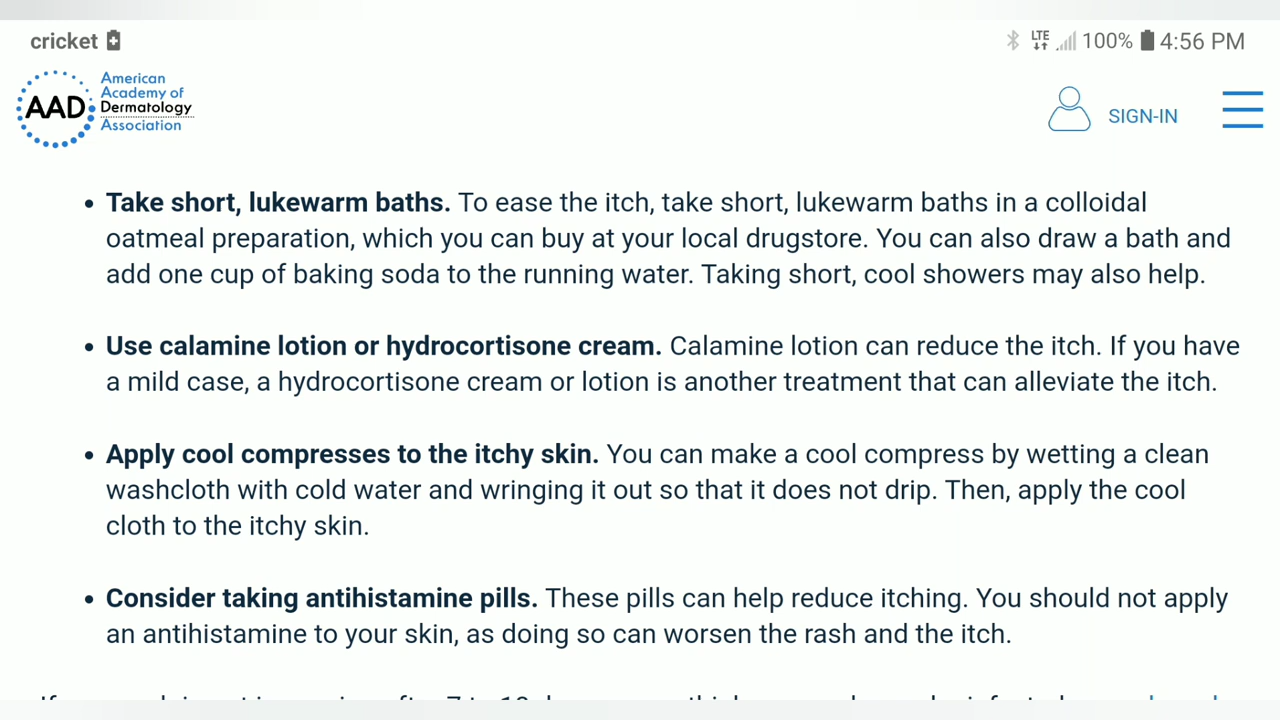 cricket
LTE 100% 4:56 PM
AAD
American
Academy of
Dermatology
Association
SIGN-IN
• Take short, lukewarm baths. To ease the itch, take short, lukewarm baths in a colloidal
oatmeal preparation, which you can buy at your local drugstore. You can also draw a bath and
add one cup of baking soda to the running water. Taking short, cool showers may also help.
• Use calamine lotion or hydrocortisone cream. Calamine lotion can reduce the itch. If you have
a mild case, a hydrocortisone cream or lotion is another treatment that can alleviate the itch.
• Apply cool compresses to the itchy skin. You can make a cool compress by wetting a clean
washcloth with cold water and wringing it out so that it does not drip. Then, apply the cool
cloth to the itchy skin.
• Consider taking antihistamine pills. These pills can help reduce itching. You should not apply
an antihistamine to your skin, as doing so can worsen the rash and the itch.